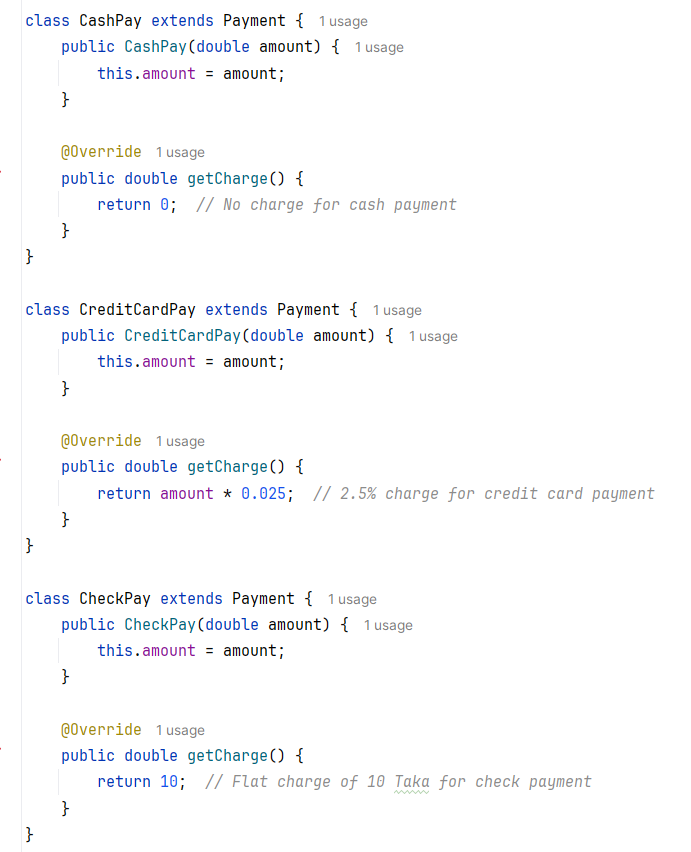 class CashPay extends Payment {  1 usage
    public CashPay(double amount) {  1 usage
        this.amount = amount;
    }

    @Override  1 usage
    public double getCharge() {
        return 0;  // No charge for cash payment
    }
}

class CreditCardPay extends Payment {  1 usage
    public CreditCardPay(double amount) {  1 usage
        this.amount = amount;
    }

    @Override  1 usage
    public double getCharge() {
        return amount * 0.025;  // 2.5% charge for credit card payment
    }
}

class CheckPay extends Payment {  1 usage
    public CheckPay(double amount) {  1 usage
        this.amount = amount;
    }

    @Override  1 usage
    public double getCharge() {
        return 10;  // Flat charge of 10 Taka for check payment
    }
}